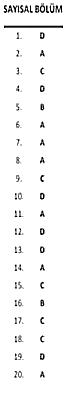 SAYISAL BÖLÜM
1. D
2. A
3. C
4. D
5. B
6. A
7. A
8. A
9. C
10. D
11. A
12. D
13. D
14. A
15. C
16. B
17. C
18. C
19. D
20. A